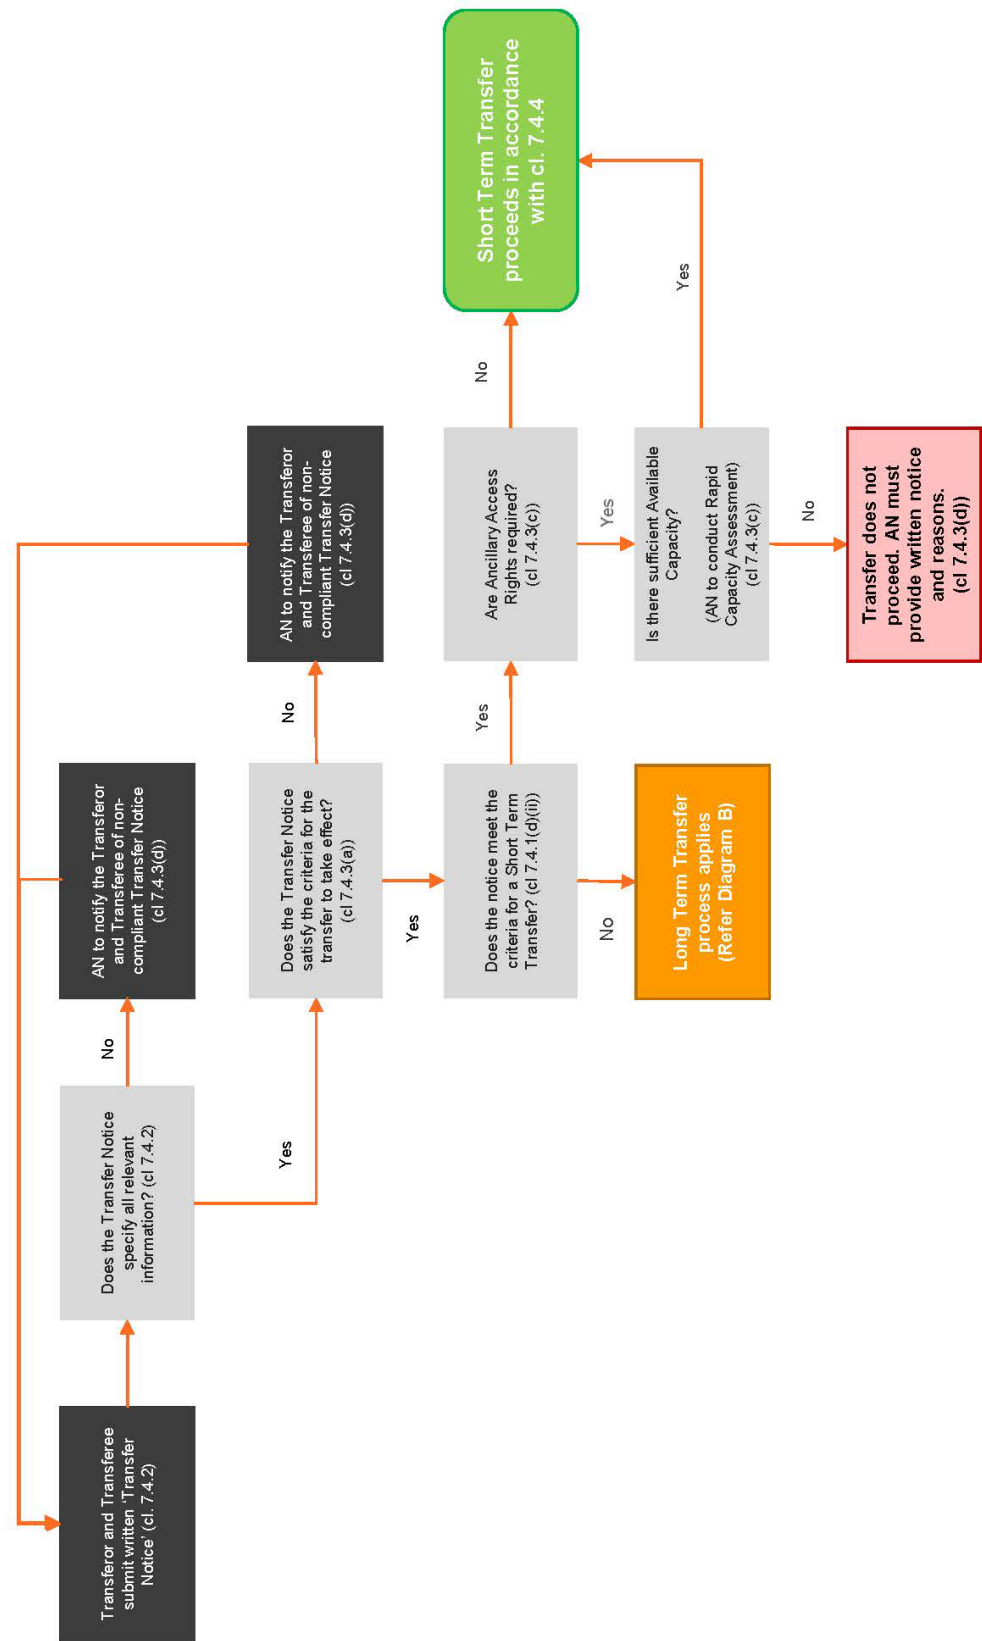 Transferor and Transferee
submit written ‘Transfer
Notice’ (cl. 7.4.2)
Does the Transfer Notice
specify all relevant
information? (cl 7.4.2)
No
AN to notify the Transferor
and Transferee of non-
compliant Transfer Notice
(cl 7.4.3(d))
Yes
Does the Transfer Notice
satisfy the criteria for the
transfer to take effect?
(cl 7.4.3(a))
No
AN to notify the Transferor
and Transferee of non-
compliant Transfer Notice
(cl 7.4.3(d))
Yes
Does the notice meet the
criteria for a Short Term
Transfer? (cl 7.4.1(d)(ii))
Yes
Are Ancillary Access
Rights required?
(cl 7.4.3(c))
No
Short Term Transfer
proceeds in accordance
with cl. 7.4.4
No
Long Term Transfer
process applies
(Refer Diagram B)
Yes
Is there sufficient Available
Capacity?
(AN to conduct Rapid
Capacity Assessment)
(cl 7.4.3(c))
Yes
No
Transfer does not
proceed. AN must
provide written notice
and reasons.
(cl 7.4.3(d))